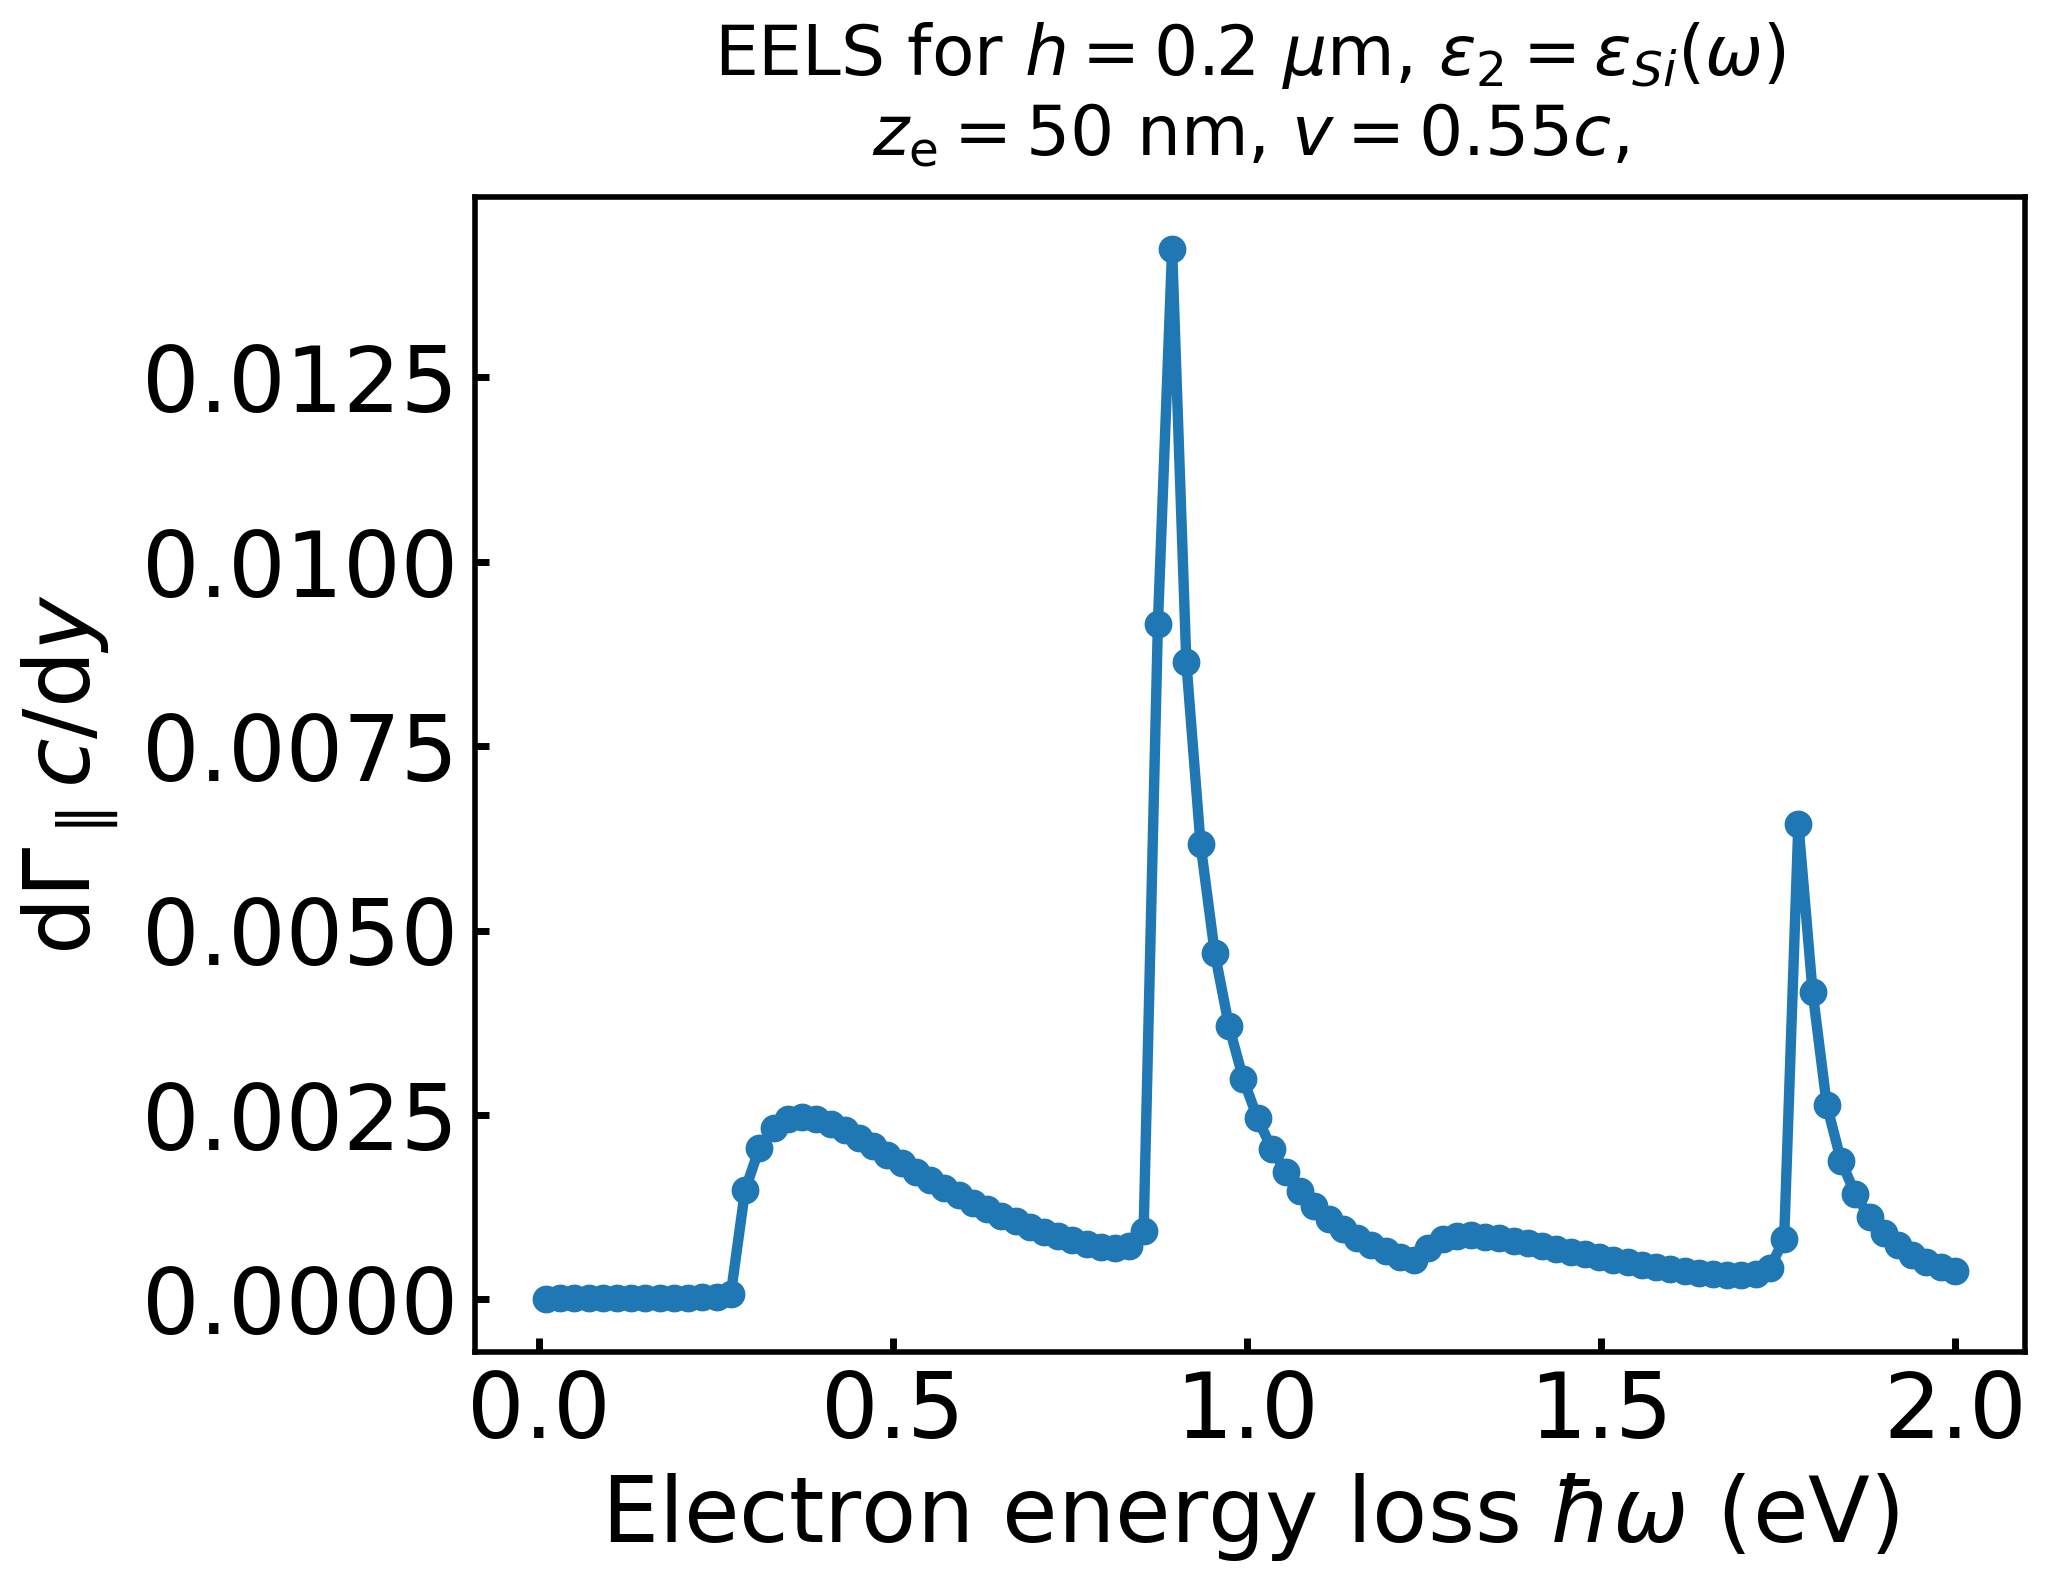 EELS for h = 0.2 μm, ε₂ = ε_Si(ω)
zₑ = 50 nm, v = 0.55c,
dΓ∥c/dy
0.0125
0.0100
0.0075
0.0050
0.0025
0.0000
0.0 0.5 1.0 1.5 2.0
Electron energy loss ħω (eV)